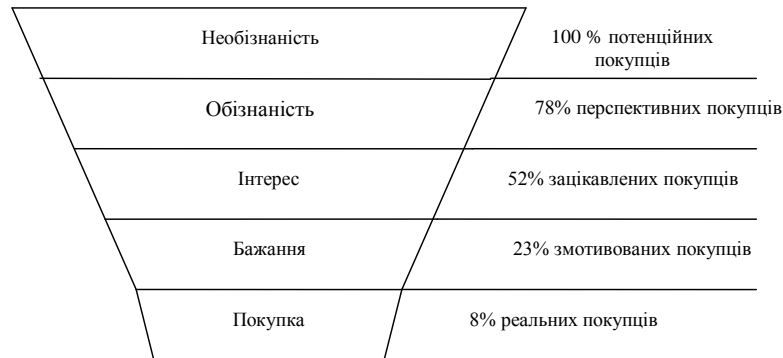 Необізнаність
100 % потенційних
покупців
Обізнаність
78% перспективних покупців
Інтерес
52% зацікавлених покупців
Бажання
23% змотивованих покупців
Покупка
8% реальних покупців